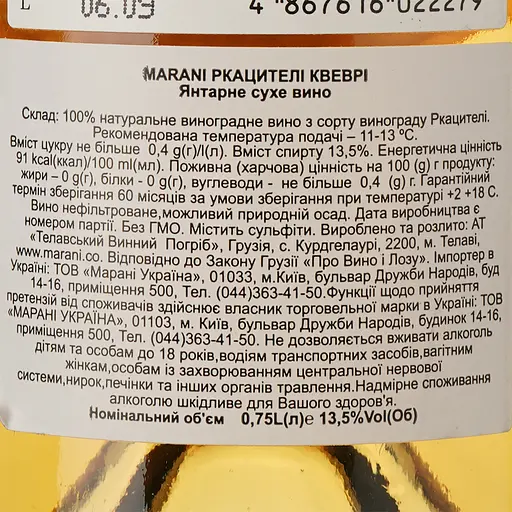 L 06.09 4 867616 022279
MARANI РКАЦИТЕЛІ КВЕВРІ
Янтарне сухе вино
Склад: 100% натуральне виноградне вино з сорту винограду Ркацителі.
Рекомендована температура подачі – 11-13 ºС.
Вміст цукру не більше 0,4 g(г)/l(л). Вміст спирту 13,5%. Енергетична цінність
91 kcal(ккал)/100 ml(мл). Поживна (харчова) цінність на 100 (g) г продукту:
жири – 0 g(г), білки - 0 g(г), вуглеводи - не більше 0,4 (g) г. Гарантійний
термін зберігання 60 місяців за умови зберігання при температурі +2 +18 С.
Вино нефільтроване,можливий природній осад. Дата виробництва є
номером партії. Без ГМО. Містить сульфіти. Вироблено та розлито: АТ
«Телавський Винний Погріб», Грузія, с. Курдгелаурі, 2200, м. Телаві,
www.marani.co. Відповідно до Закону Грузії «Про Вино і Лозу». Імпортер в
Україні: ТОВ «Марані Україна», 01033, м.Київ, бульвар Дружби Народів, буд
14-16, приміщення 500, Тел. (044)363-41-50.Функції щодо прийняття
претензій від споживачів здійснює власник торговельної марки в Україні: ТОВ
«МАРАНІ УКРАЇНА», 01103, м. Київ, бульвар Дружби Народів, будинок 14-16,
приміщення 500, Тел. (044)363-41-50. Не дозволяється вживати алкоголь
дітям та особам до 18 років,водіям транспортних засобів,вагітним
жінкам,особам із захворюванням центральної нервової
системи,нирок,печінки та інших органів травлення.Надмірне споживання
алкоголю шкідливе для Вашого здоров'я.
Номінальний об'єм 0,75L(л)e 13,5%Vol(Об)